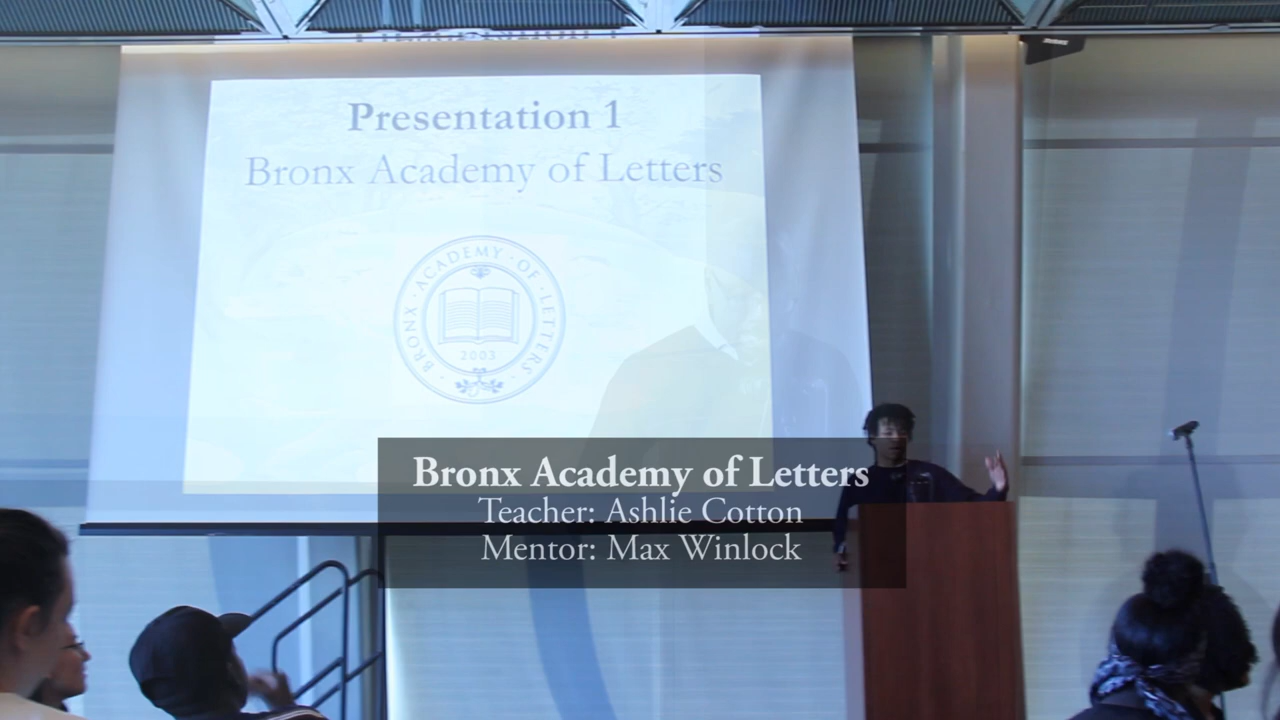 Presentation 1
Bronx Academy of Letters
BRONX · ACADEMY · OF · LETTERS
2003
Bronx Academy of Letters
Teacher: Ashlie Cotton
Mentor: Max Winlock